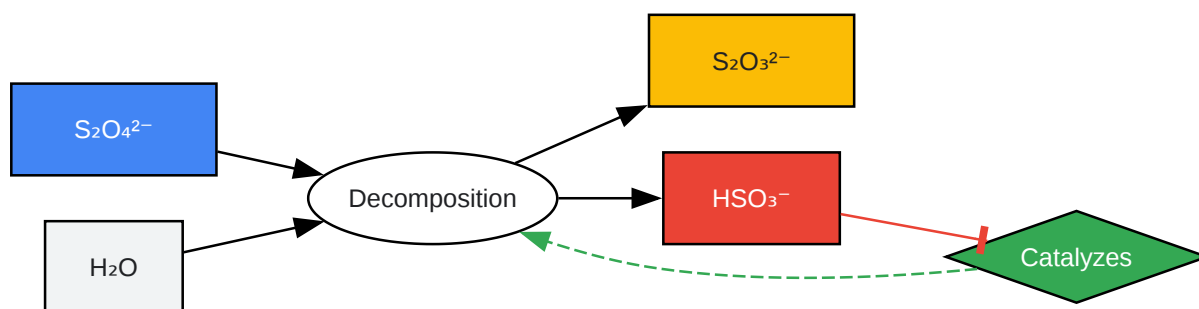 S₂O₃²⁻
S₂O₄²⁻
Decomposition
HSO₃⁻
H₂O
Catalyzes